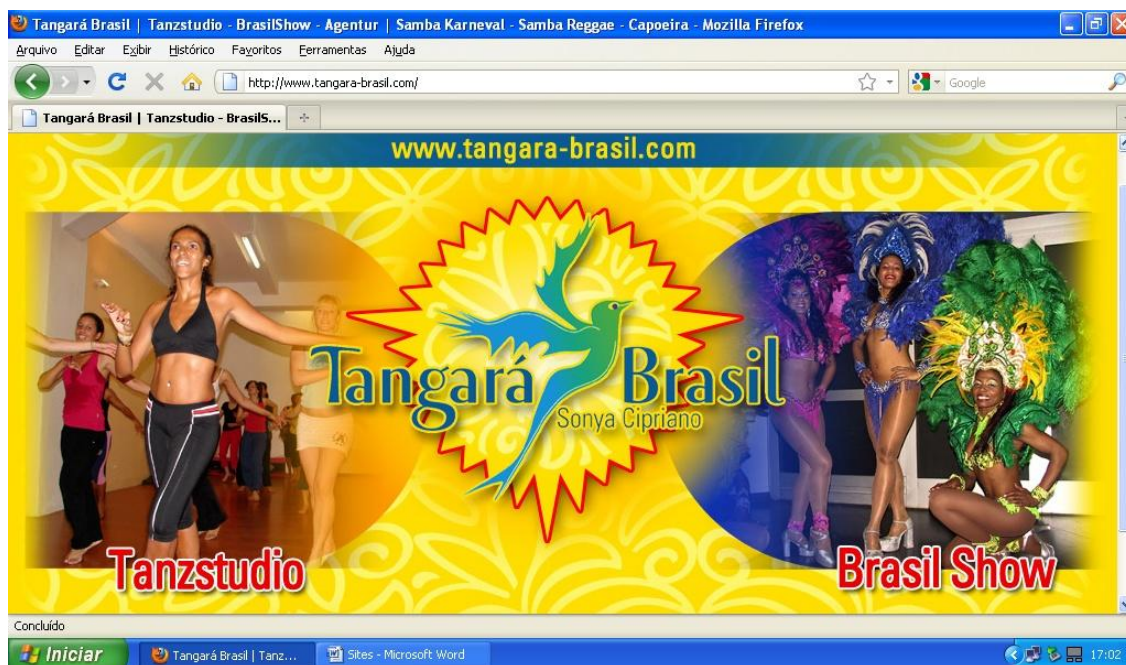 Tangará Brasil | Tanzstudio - BrasilShow - Agentur | Samba Karneval - Samba Reggae - Capoeira - Mozilla Firefox
Arquivo Editar Exibir Histórico Favoritos Ferramentas Ajuda
http://www.tangara-brasil.com/ Google
Tangará Brasil | Tanzstudio - BrasilS...
www.tangara-brasil.com
Tangará Brasil
Sonya Cipriano
Tanzstudio
Brasil Show
Concluído
Iniciar Tangará Brasil | Tanz... Sites - Microsoft Word 17:02